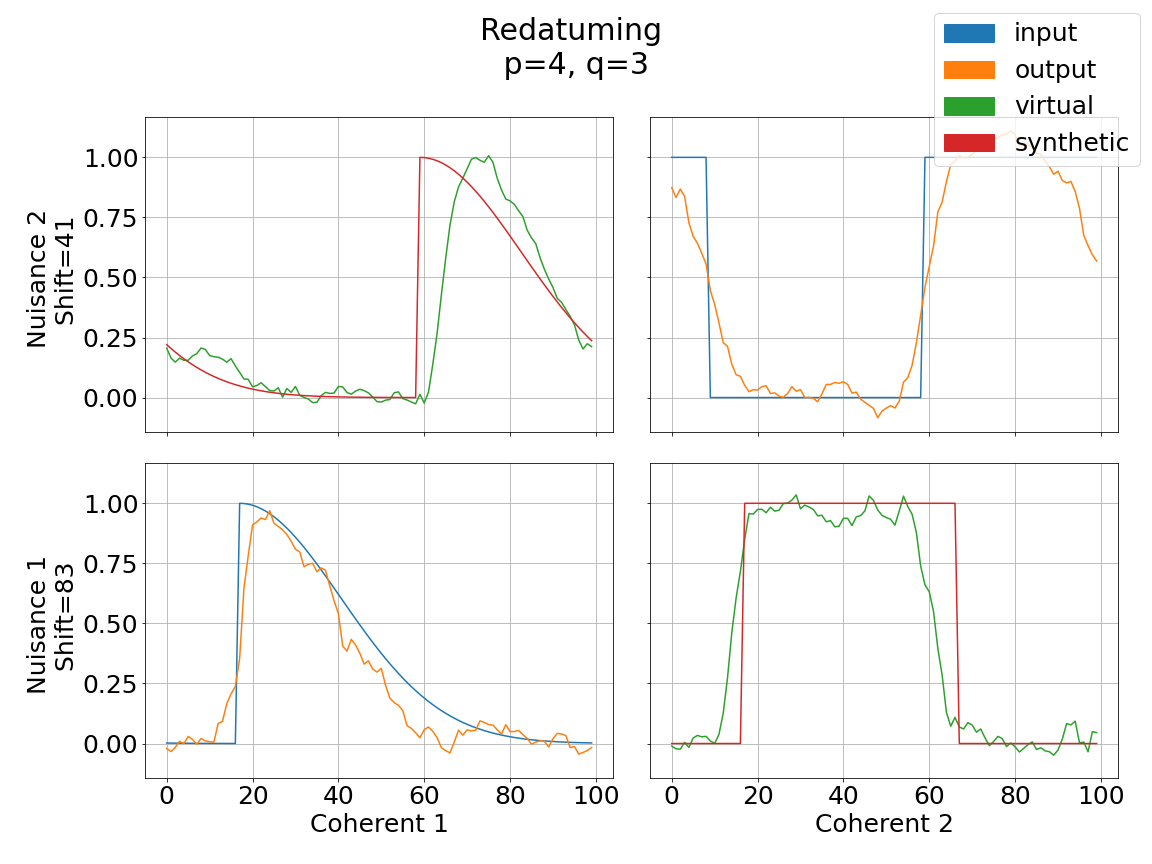 Redatuming
p=4, q=3
input
output
virtual
synthetic
Nuisance 2
Shift=41
1.00
0.75
0.50
0.25
0.00
Nuisance 1
Shift=83
1.00
0.75
0.50
0.25
0.00
0 20 40 60 80 100
0 20 40 60 80 100
Coherent 1
Coherent 2